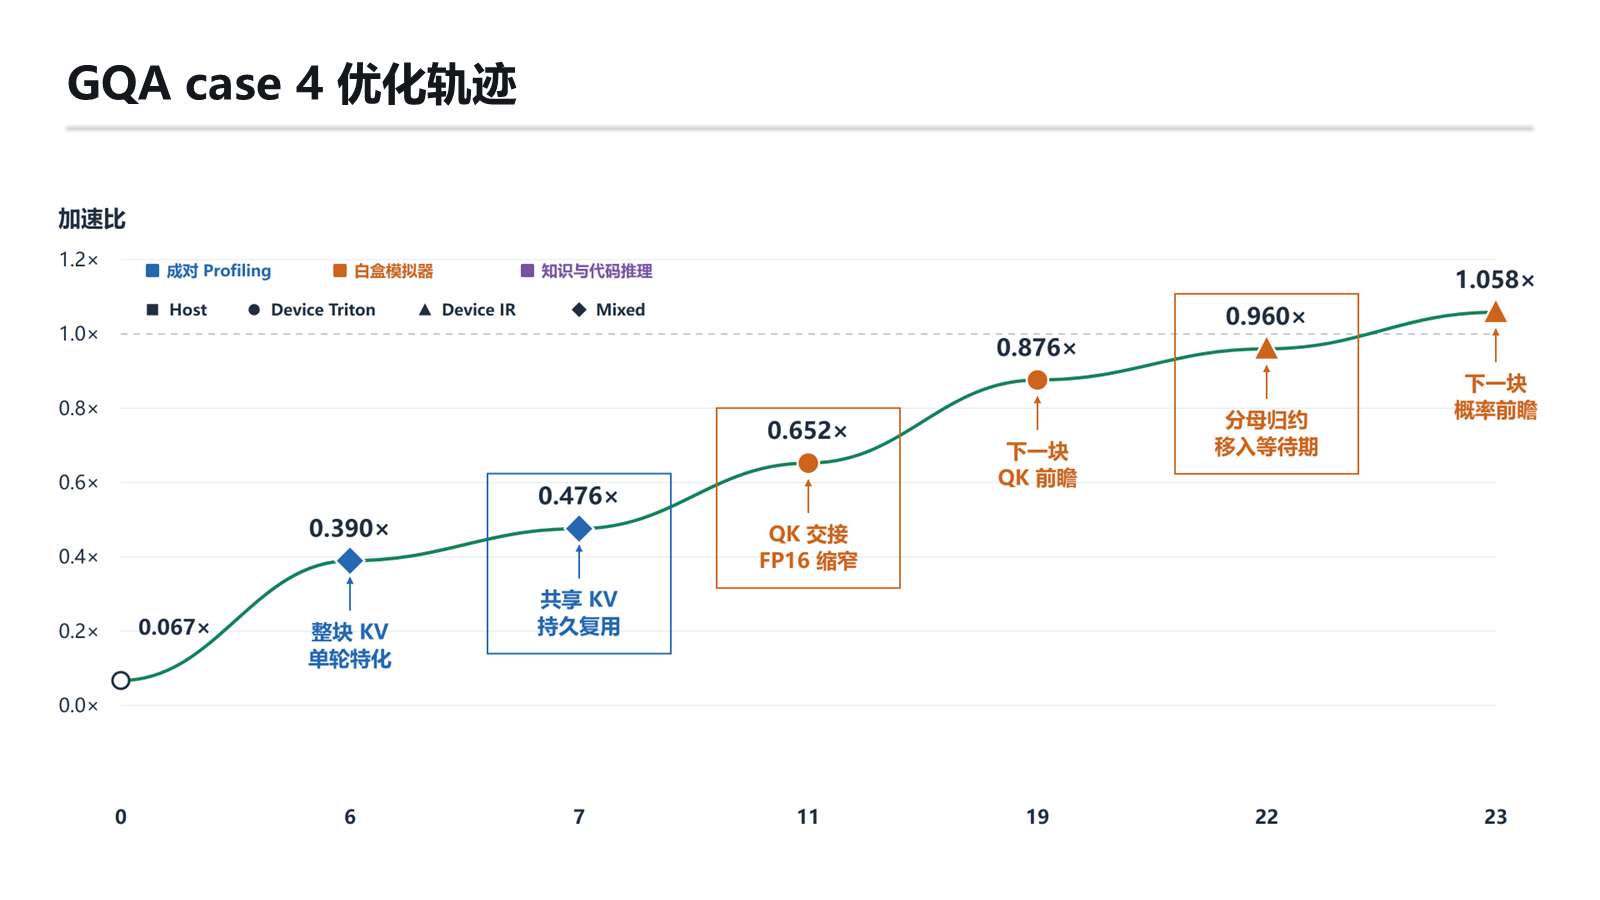 GQA case 4 优化轨迹
加速比
1.2×
成对 Profiling
白盒模拟器
知识与代码推理
Host
Device Triton
Device IR
Mixed
1.0×
0.8×
0.6×
0.4×
0.2×
0.0×
0.067×
0.390×
整块 KV
单轮特化
0.476×
共享 KV
持久复用
0.652×
QK 交接
FP16 缩窄
0.876×
下一块
QK 前瞻
0.960×
分母归约
移入等待期
1.058×
下一块
概率前瞻
0
6
7
11
19
22
23